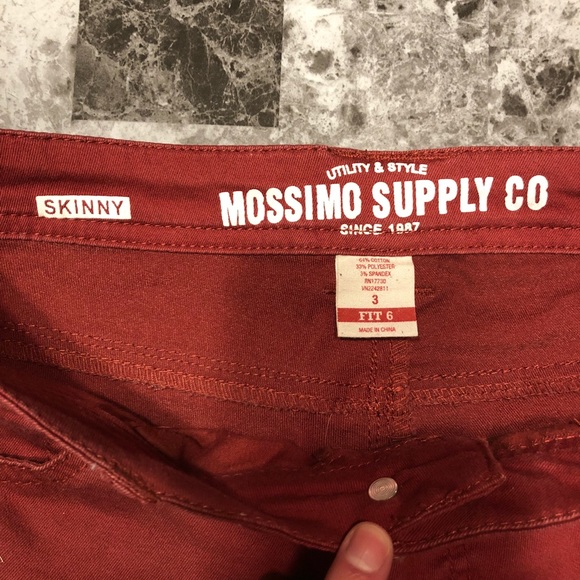 UTILITY & STYLE
SKINNY
MOSSIMO SUPPLY CO
SINCE 1987
64% COTTON
33% POLYESTER
3% SPANDEX
RN17730
3
FIT 6
MADE IN CHINA